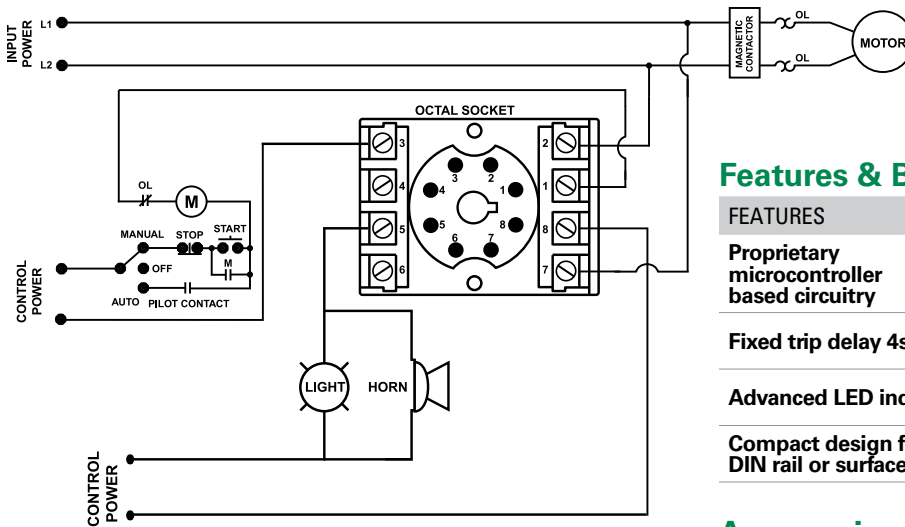 INPUT
POWER
L1
L2
MAGNETIC
CONTACTOR
OL
OL
MOTOR
OCTAL SOCKET
3
4
5
6
3
2
4
1
5
8
6
7
2
1
8
7
OL
M
MANUAL
STOP
START
OFF
M
AUTO
PILOT CONTACT
CONTROL
POWER
LIGHT
HORN
CONTROL
POWER
Features & B
FEATURES
Proprietary
microcontroller
based circuitry
Fixed trip delay 4s
Advanced LED ind
Compact design f
DIN rail or surface